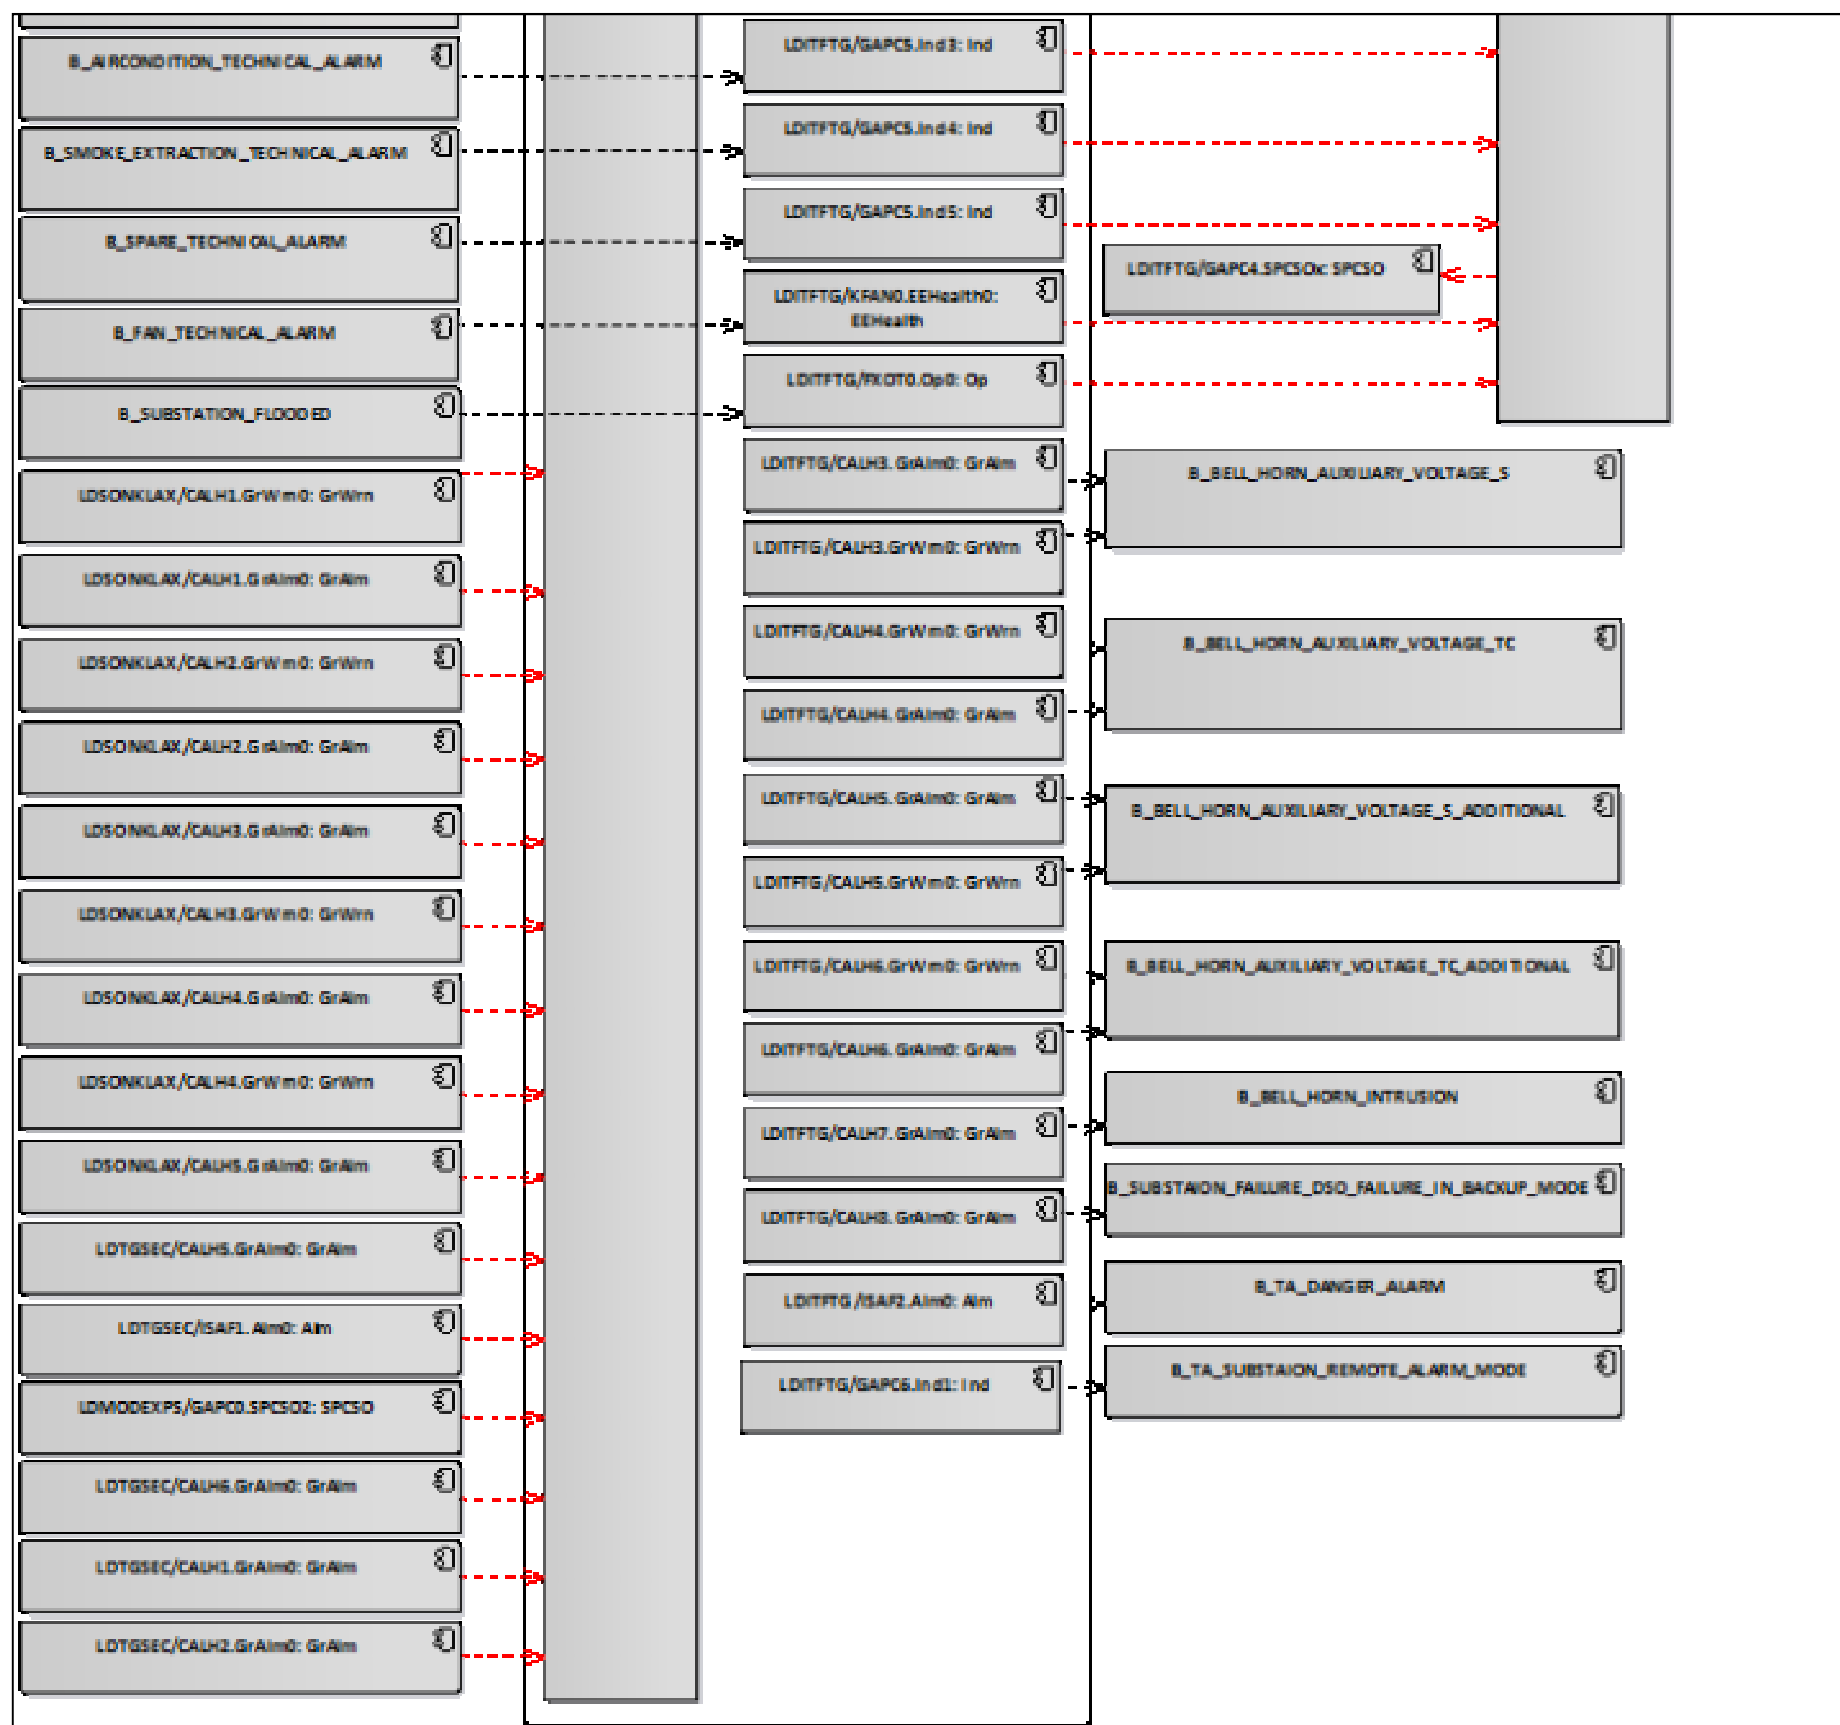 B_AIRCONDITION_TECHNICAL_ALARM
B_SMOKE_EXTRACTION_TECHNICAL_ALARM
B_SPARE_TECHNICAL_ALARM
B_FAN_TECHNICAL_ALARM
B_SUBSTATION_FLOODED
LDSONKLAX/CALH1.GrWrn0: GrWrn
LDSONKLAX/CALH1.GrAlm0: GrAlm
LDSONKLAX/CALH2.GrWrn0: GrWrn
LDSONKLAX/CALH2.GrAlm0: GrAlm
LDSONKLAX/CALH3.GrAlm0: GrAlm
LDSONKLAX/CALH3.GrWrn0: GrWrn
LDSONKLAX/CALH4.GrAlm0: GrAlm
LDSONKLAX/CALH4.GrWrn0: GrWrn
LDSONKLAX/CALH5.GrAlm0: GrAlm
LDTGSEC/CALH5.GrAlm0: GrAlm
LDTGSEC/ISAF1.Alm0: Alm
LDMODEXPS/GAPC0.SPCSO2: SPCSO
LDTGSEC/CALH6.GrAlm0: GrAlm
LDTGSEC/CALH1.GrAlm0: GrAlm
LDTGSEC/CALH2.GrAlm0: GrAlm
LDITFTG/GAPC5.Ind3: Ind
LDITFTG/GAPC5.Ind4: Ind
LDITFTG/GAPC5.Ind5: Ind
LDITFTG/KFAN0.EEHealth0:
EEHealth
LDITFTG/FXOT0.Op0: Op
LDITFTG/CALH3.GrAlm0: GrAlm
LDITFTG/CALH3.GrWrn0: GrWrn
LDITFTG/CALH4.GrWrn0: GrWrn
LDITFTG/CALH4.GrAlm0: GrAlm
LDITFTG/CALH5.GrAlm0: GrAlm
LDITFTG/CALH5.GrWrn0: GrWrn
LDITFTG/CALH6.GrWrn0: GrWrn
LDITFTG/CALH6.GrAlm0: GrAlm
LDITFTG/CALH7.GrAlm0: GrAlm
LDITFTG/CALH8.GrAlm0: GrAlm
LDITFTG/ISAF2.Alm0: Alm
LDITFTG/GAPC6.Ind1: Ind
LDITFTG/GAPC4.SPCSOx: SPCSO
B_BELL_HORN_AUXILIARY_VOLTAGE_S
B_BELL_HORN_AUXILIARY_VOLTAGE_TC
B_BELL_HORN_AUXILIARY_VOLTAGE_S_ADDITIONAL
B_BELL_HORN_AUXILIARY_VOLTAGE_TC_ADDITIONAL
B_BELL_HORN_INTRUSION
B_SUBSTAION_FAILURE_DSO_FAILURE_IN_BACKUP_MODE
B_TA_DANGER_ALARM
B_TA_SUBSTAION_REMOTE_ALARM_MODE